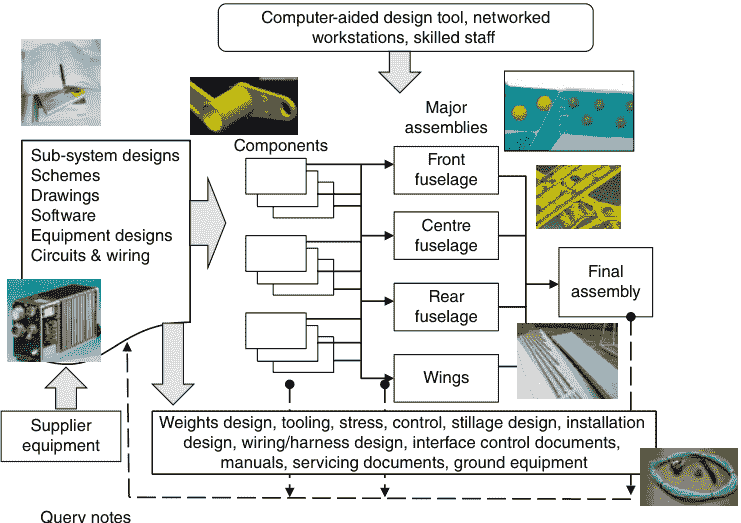 Computer-aided design tool, networked
workstations, skilled staff
Major
assemblies
Components
Sub-system designs
Schemes
Drawings
Software
Equipment designs
Circuits & wiring
Front
fuselage
Centre
fuselage
Rear
fuselage
Wings
Final
assembly
Supplier
equipment
Weights design, tooling, stress, control, stillage design, installation
design, wiring/harness design, interface control documents,
manuals, servicing documents, ground equipment
Query notes